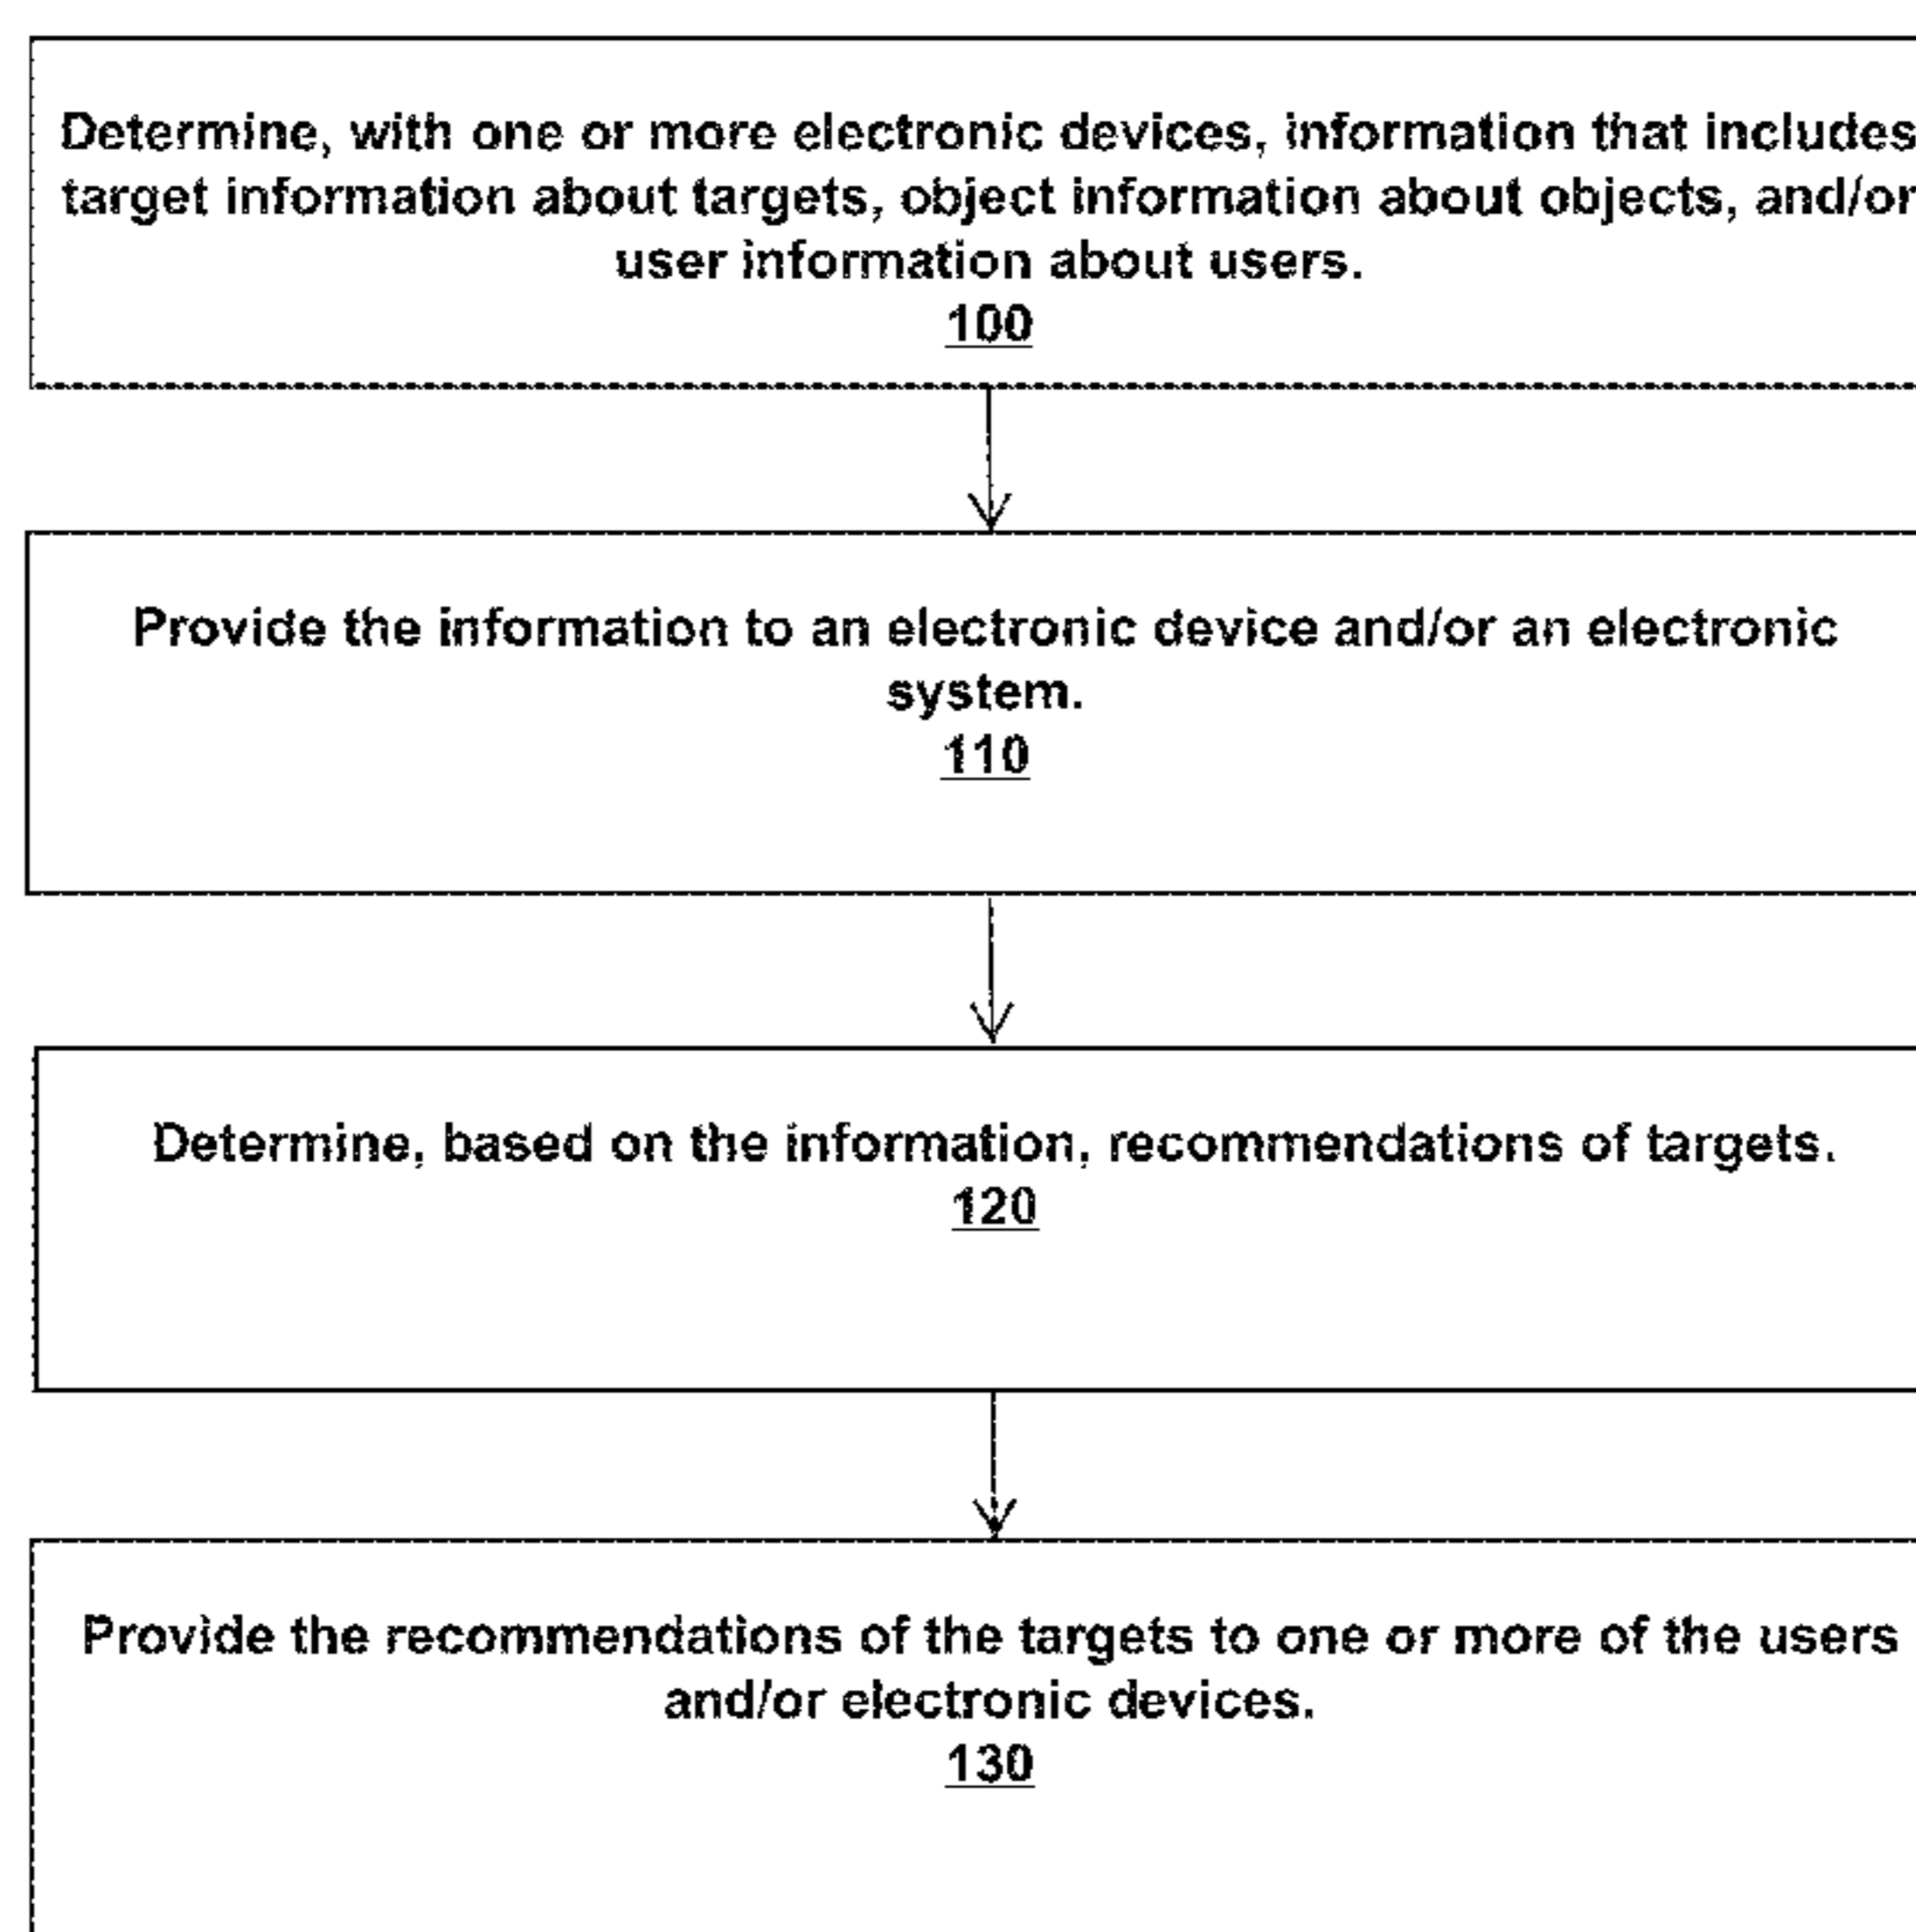 Determine, with one or more electronic devices, information that includes
target information about targets, object information about objects, and/or
user information about users.
100
Provide the information to an electronic device and/or an electronic
system.
110
Determine, based on the information, recommendations of targets.
120
Provide the recommendations of the targets to one or more of the users
and/or electronic devices.
130